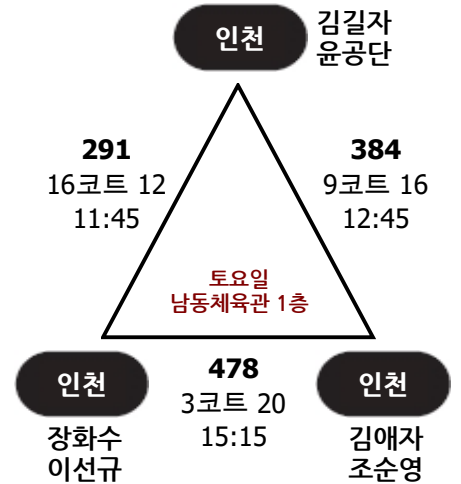 인천
김길자
윤공단
291
16코트 12
11:45
384
9코트 16
12:45
토요일
남동체육관 1층
인천
장화수
이선규
478
3코트 20
15:15
인천
김애자
조순영